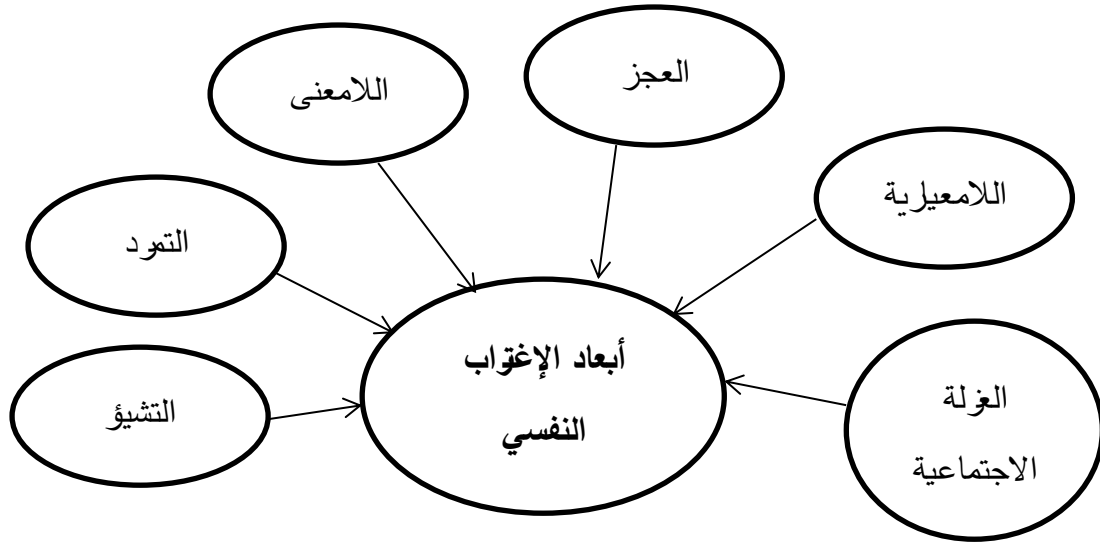 العجز
اللامعنى
اللامعيارية
التمرد
أبعاد الإغتراب
النفسي
العزلة
الاجتماعية
التشيؤ